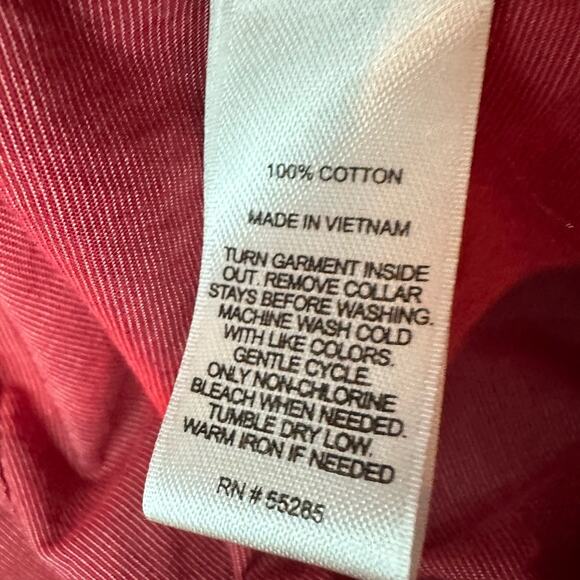 100% COTTON
MADE IN VIETNAM
TURN GARMENT INSIDE
OUT. REMOVE COLLAR
STAYS BEFORE WASHING.
MACHINE WASH COLD
WITH LIKE COLORS.
GENTLE CYCLE.
ONLY NON-CHLORINE
BLEACH WHEN NEEDED.
TUMBLE DRY LOW.
WARM IRON IF NEEDED
RN # 55285